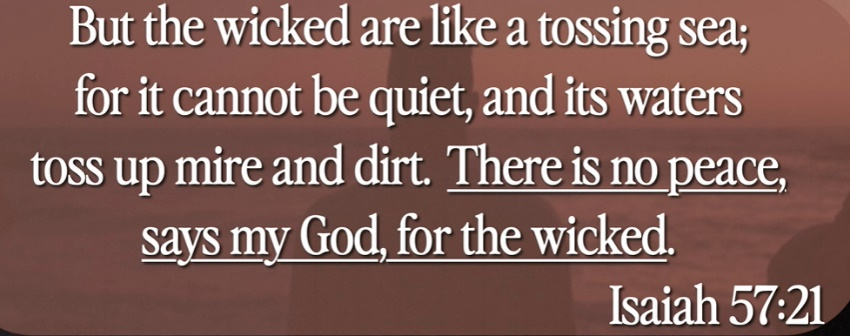 But the wicked are like a tossing sea;
for it cannot be quiet, and its waters
toss up mire and dirt. There is no peace,
says my God, for the wicked.
Isaiah 57:21